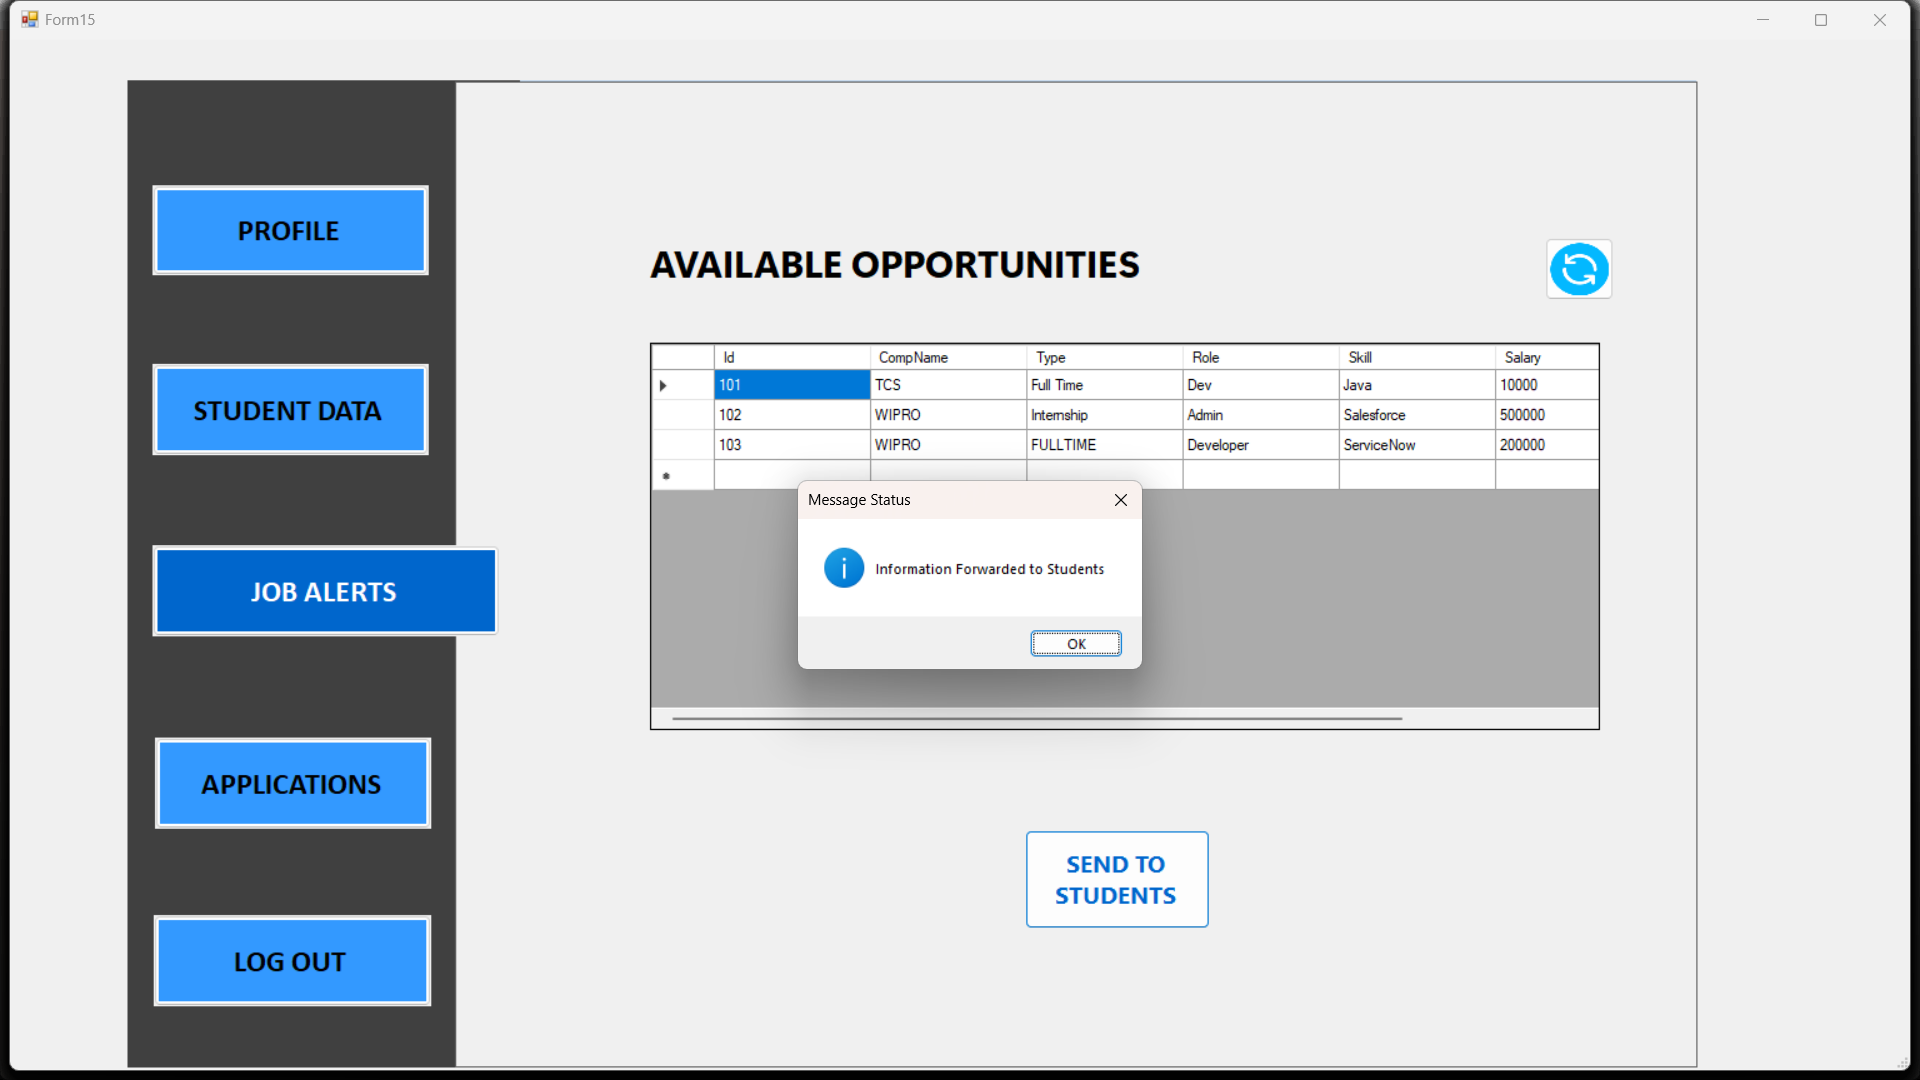 Form15
PROFILE
STUDENT DATA
JOB ALERTS
APPLICATIONS
LOG OUT
AVAILABLE OPPORTUNITIES
Id CompName Type Role Skill Salary
101 TCS Full Time Dev Java 10000
102 WIPRO Internship Admin Salesforce 500000
103 WIPRO FULLTIME Developer ServiceNow 200000
Message Status
Information Forwarded to Students
OK
SEND TO
STUDENTS